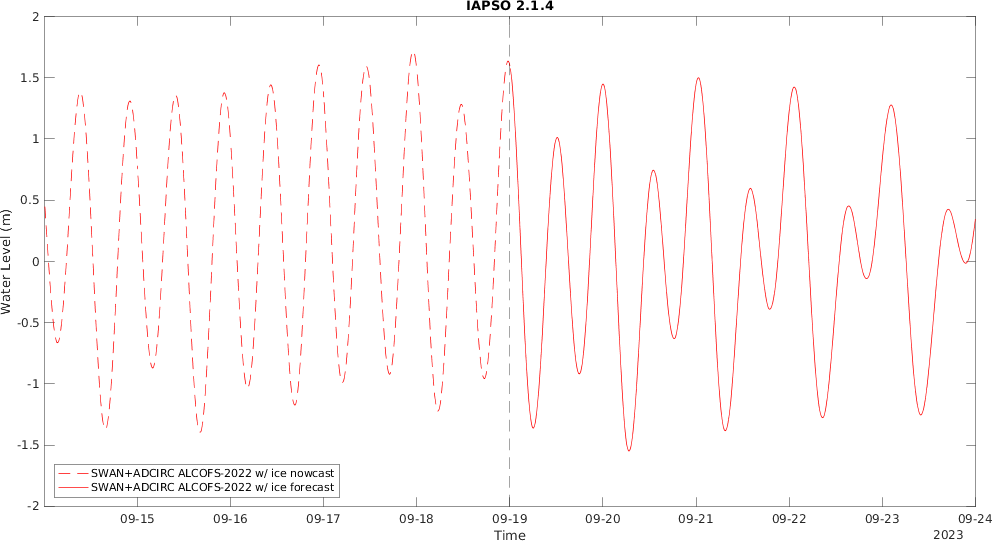 IAPSO 2.1.4
2
1.5
1
0.5
0
-0.5
-1
-1.5
-2
Water Level (m)
SWAN+ADCIRC ALCOFS-2022 w/ ice nowcast
SWAN+ADCIRC ALCOFS-2022 w/ ice forecast
09-15 09-16 09-17 09-18 09-19 09-20 09-21 09-22 09-23 09-24
Time
2023